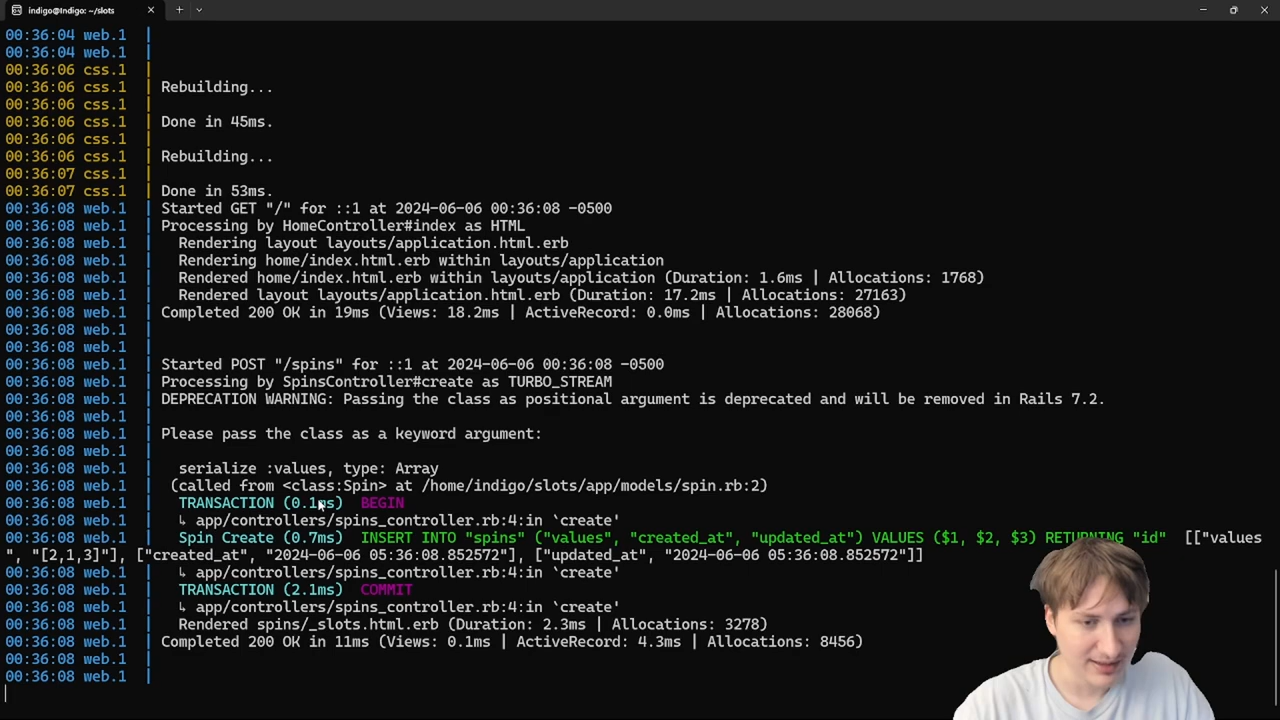 indigo@Indigo: ~/slots
00:36:04 web.1 |
00:36:04 web.1 |
00:36:06 css.1 |
00:36:06 css.1 | Rebuilding...
00:36:06 css.1 |
00:36:06 css.1 | Done in 45ms.
00:36:06 css.1 |
00:36:06 css.1 | Rebuilding...
00:36:07 css.1 |
00:36:07 css.1 | Done in 53ms.
00:36:08 web.1 | Started GET "/" for ::1 at 2024-06-06 00:36:08 -0500
00:36:08 web.1 | Processing by HomeController#index as HTML
00:36:08 web.1 |   Rendering layout layouts/application.html.erb
00:36:08 web.1 |   Rendering home/index.html.erb within layouts/application
00:36:08 web.1 |   Rendered home/index.html.erb within layouts/application (Duration: 1.6ms | Allocations: 1768)
00:36:08 web.1 |   Rendered layout layouts/application.html.erb (Duration: 17.2ms | Allocations: 27163)
00:36:08 web.1 | Completed 200 OK in 19ms (Views: 18.2ms | ActiveRecord: 0.0ms | Allocations: 28068)
00:36:08 web.1 |
00:36:08 web.1 |
00:36:08 web.1 | Started POST "/spins" for ::1 at 2024-06-06 00:36:08 -0500
00:36:08 web.1 | Processing by SpinsController#create as TURBO_STREAM
00:36:08 web.1 | DEPRECATION WARNING: Passing the class as positional argument is deprecated and will be removed in Rails 7.2.
00:36:08 web.1 |
00:36:08 web.1 | Please pass the class as a keyword argument:
00:36:08 web.1 |
00:36:08 web.1 |   serialize :values, type: Array
00:36:08 web.1 |  (called from <class:Spin> at /home/indigo/slots/app/models/spin.rb:2)
00:36:08 web.1 |   TRANSACTION (0.1ms)  BEGIN
00:36:08 web.1 |   ↳ app/controllers/spins_controller.rb:4:in `create'
00:36:08 web.1 |   Spin Create (0.7ms)  INSERT INTO "spins" ("values", "created_at", "updated_at") VALUES ($1, $2, $3) RETURNING "id"  [["values
", "[2,1,3]"], ["created_at", "2024-06-06 05:36:08.852572"], ["updated_at", "2024-06-06 05:36:08.852572"]]
00:36:08 web.1 |   ↳ app/controllers/spins_controller.rb:4:in `create'
00:36:08 web.1 |   TRANSACTION (2.1ms)  COMMIT
00:36:08 web.1 |   ↳ app/controllers/spins_controller.rb:4:in `create'
00:36:08 web.1 |   Rendered spins/_slots.html.erb (Duration: 2.3ms | Allocations: 3278)
00:36:08 web.1 | Completed 200 OK in 11ms (Views: 0.1ms | ActiveRecord: 4.3ms | Allocations: 8456)
00:36:08 web.1 |
00:36:08 web.1 |